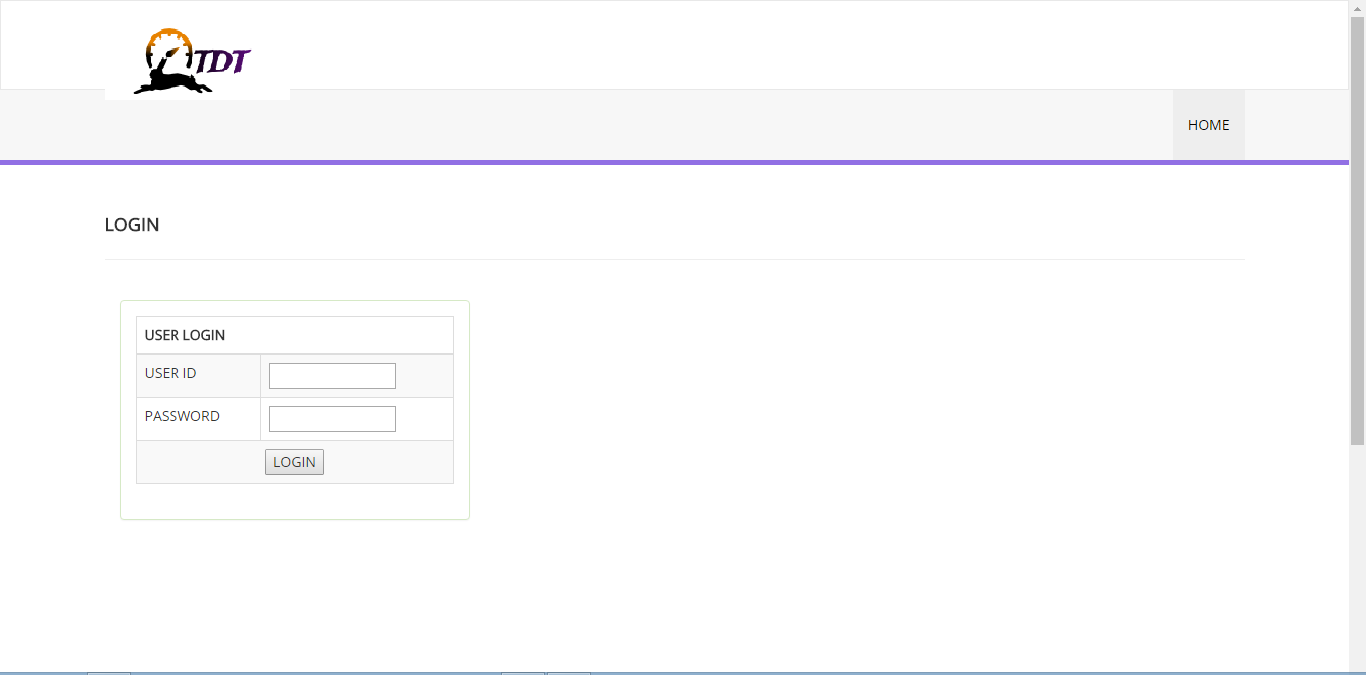 TDT
HOME
LOGIN
USER LOGIN
USER ID
PASSWORD
LOGIN